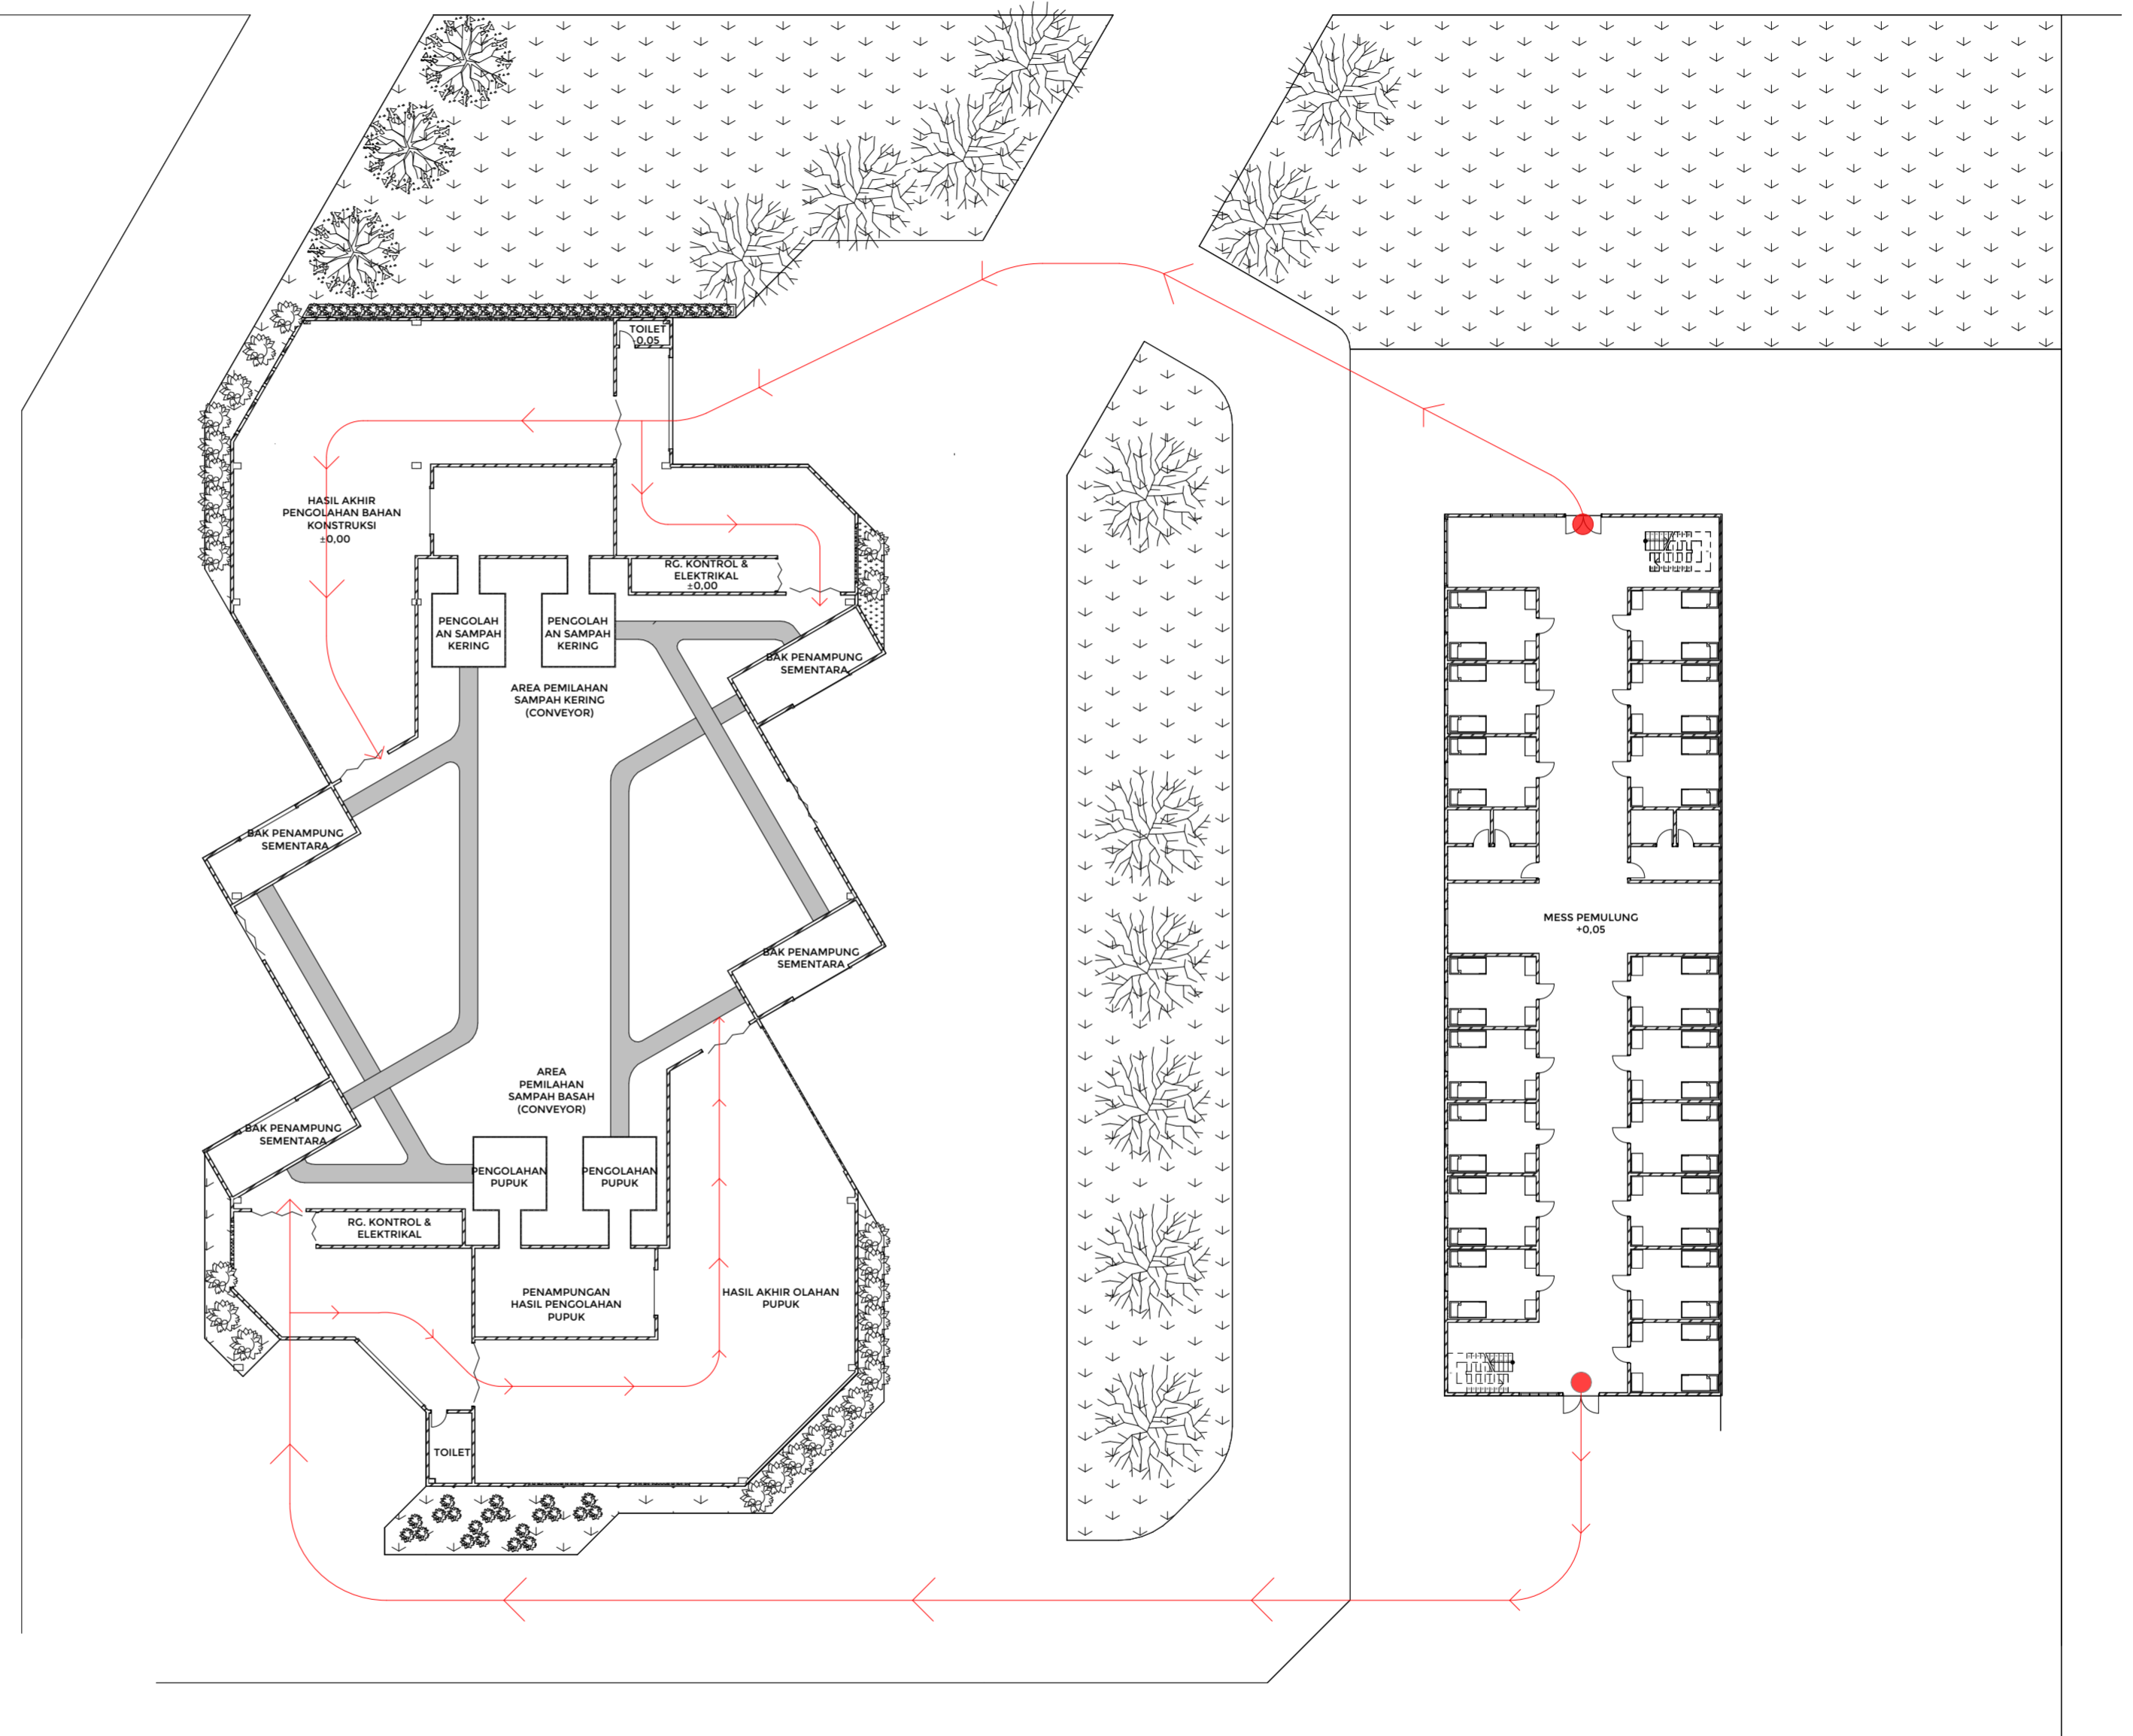 TOILET
-0.05
HASIL AKHIR
PENGOLAHAN BAHAN
KONSTRUKSI
±0,00
RG. KONTROL &
ELEKTRIKAL
±0,00
PENGOLAH
AN SAMPAH
KERING
PENGOLAH
AN SAMPAH
KERING
BAK PENAMPUNG
SEMENTARA
AREA PEMILAHAN
SAMPAH KERING
(CONVEYOR)
BAK PENAMPUNG
SEMENTARA
MESS PEMULUNG
+0,05
BAK PENAMPUNG
SEMENTARA
AREA
PEMILAHAN
SAMPAH BASAH
(CONVEYOR)
BAK PENAMPUNG
SEMENTARA
PENGOLAHAN
PUPUK
PENGOLAHAN
PUPUK
RG. KONTROL &
ELEKTRIKAL
PENAMPUNGAN
HASIL PENGOLAHAN
PUPUK
HASIL AKHIR OLAHAN
PUPUK
TOILET